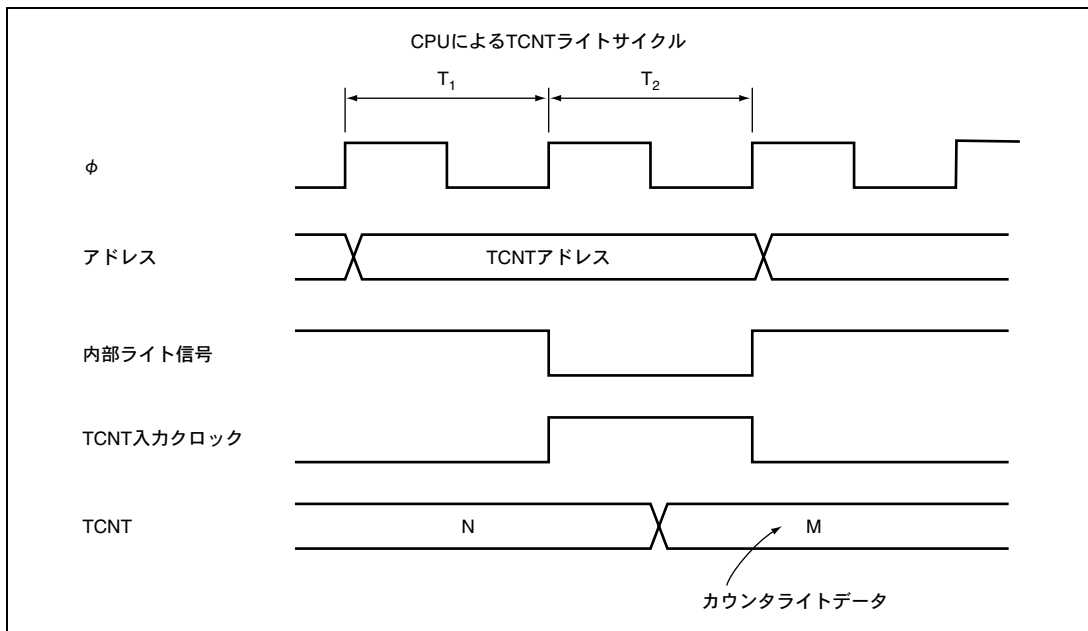 CPUによるTCNTライトサイクル
T1 T2
φ
アドレス TCNTアドレス
内部ライト信号
TCNT入力クロック
TCNT N M
カウンタライトデータ